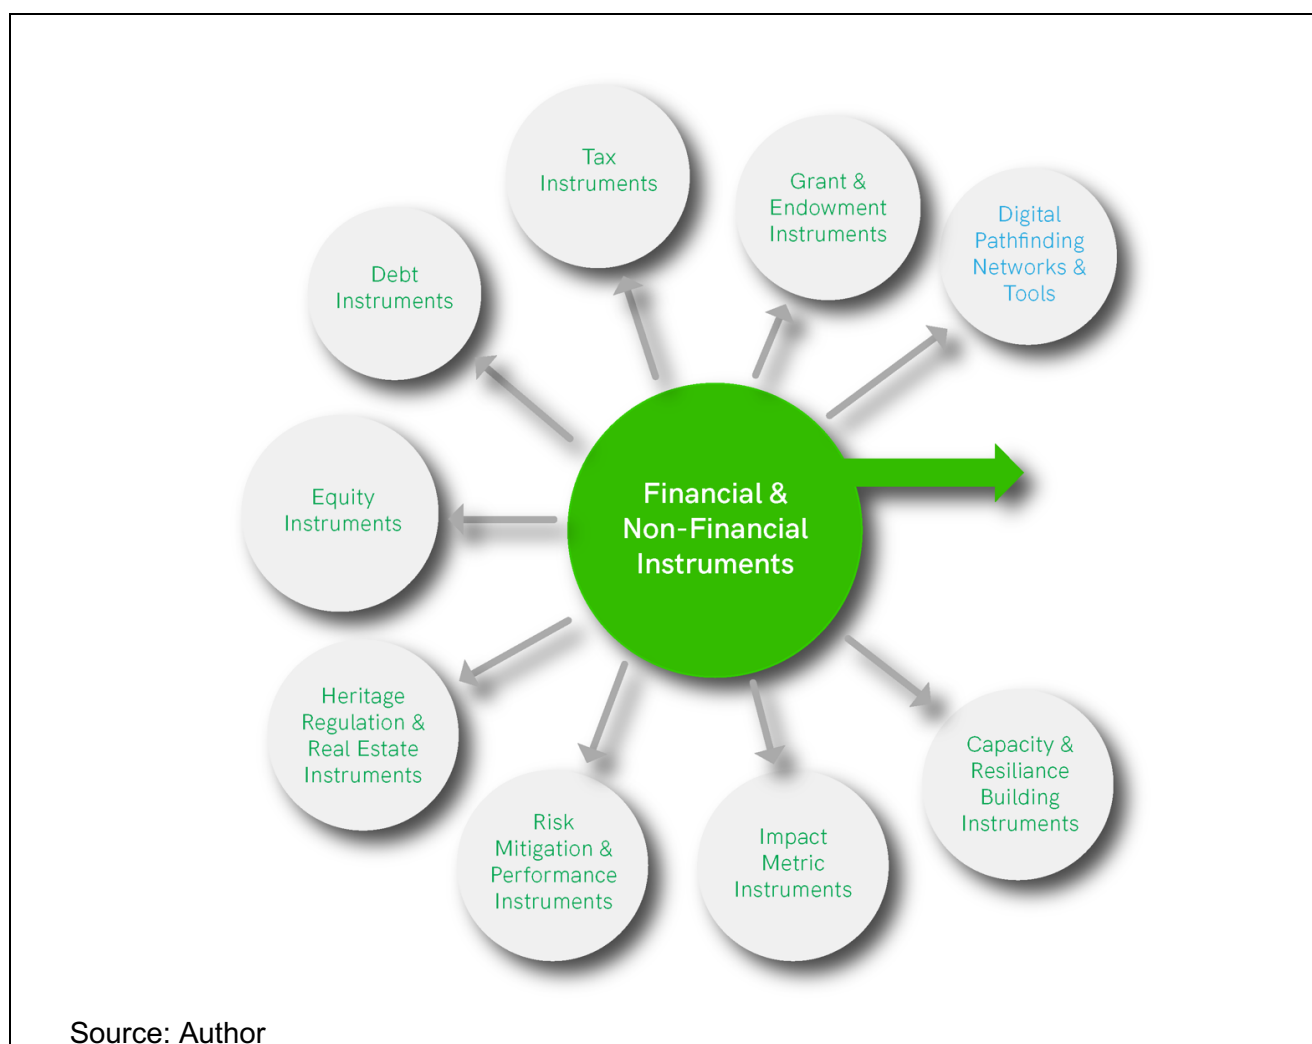 Tax
Instruments
Grant &
Endowment
Instruments
Digital
Pathfinding
Networks &
Tools
Debt
Instruments
Equity
Instruments
Financial &
Non-Financial
Instruments
Heritage
Regulation &
Real Estate
Instruments
Risk
Mitigation &
Performance
Instruments
Impact
Metric
Instruments
Capacity &
Resiliance
Building
Instruments
Source: Author